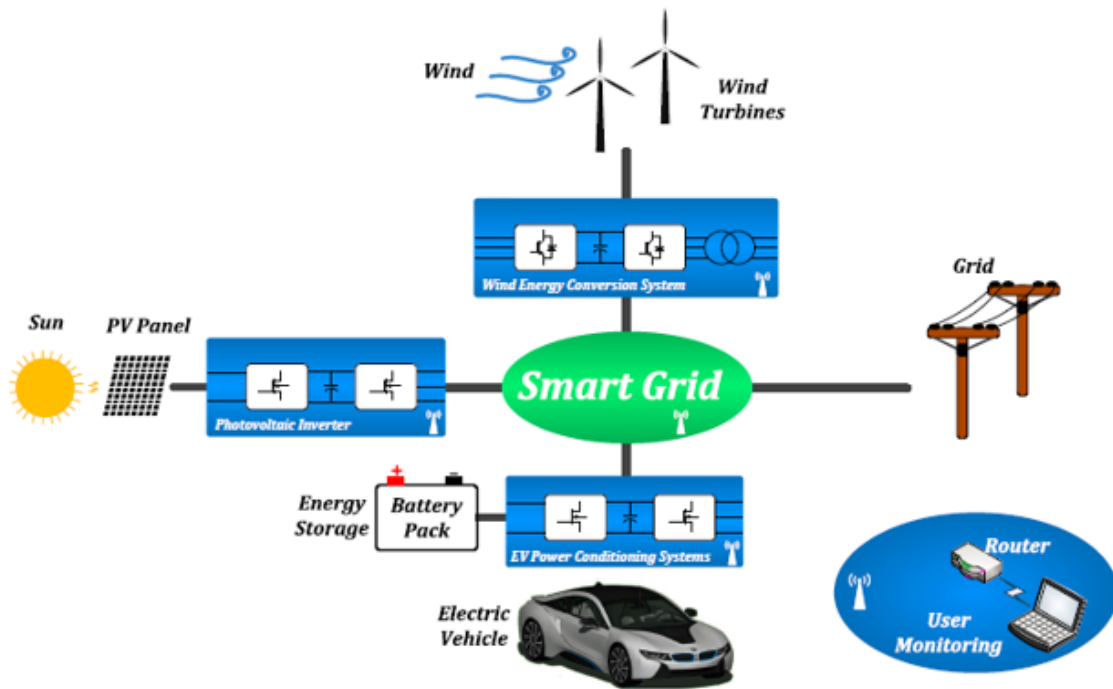 Wind
Wind
Turbines
Wind Energy Conversion System
Grid
Sun
PV Panel
Smart Grid
Photovoltaic Inverter
+
-
Energy
Storage
Battery
Pack
EV Power Conditioning Systems
Router
User
Monitoring
Electric
Vehicle